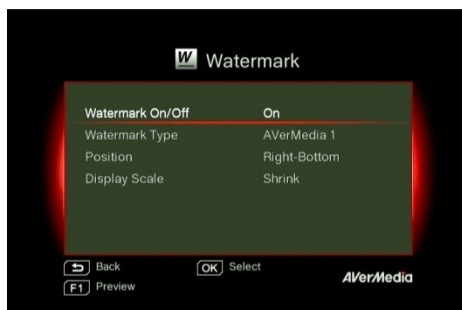 W Watermark
Watermark On/Off On
Watermark Type AVerMedia 1
Position Right-Bottom
Display Scale Shrink
Back OK Select
F1 Preview
AVerMedia